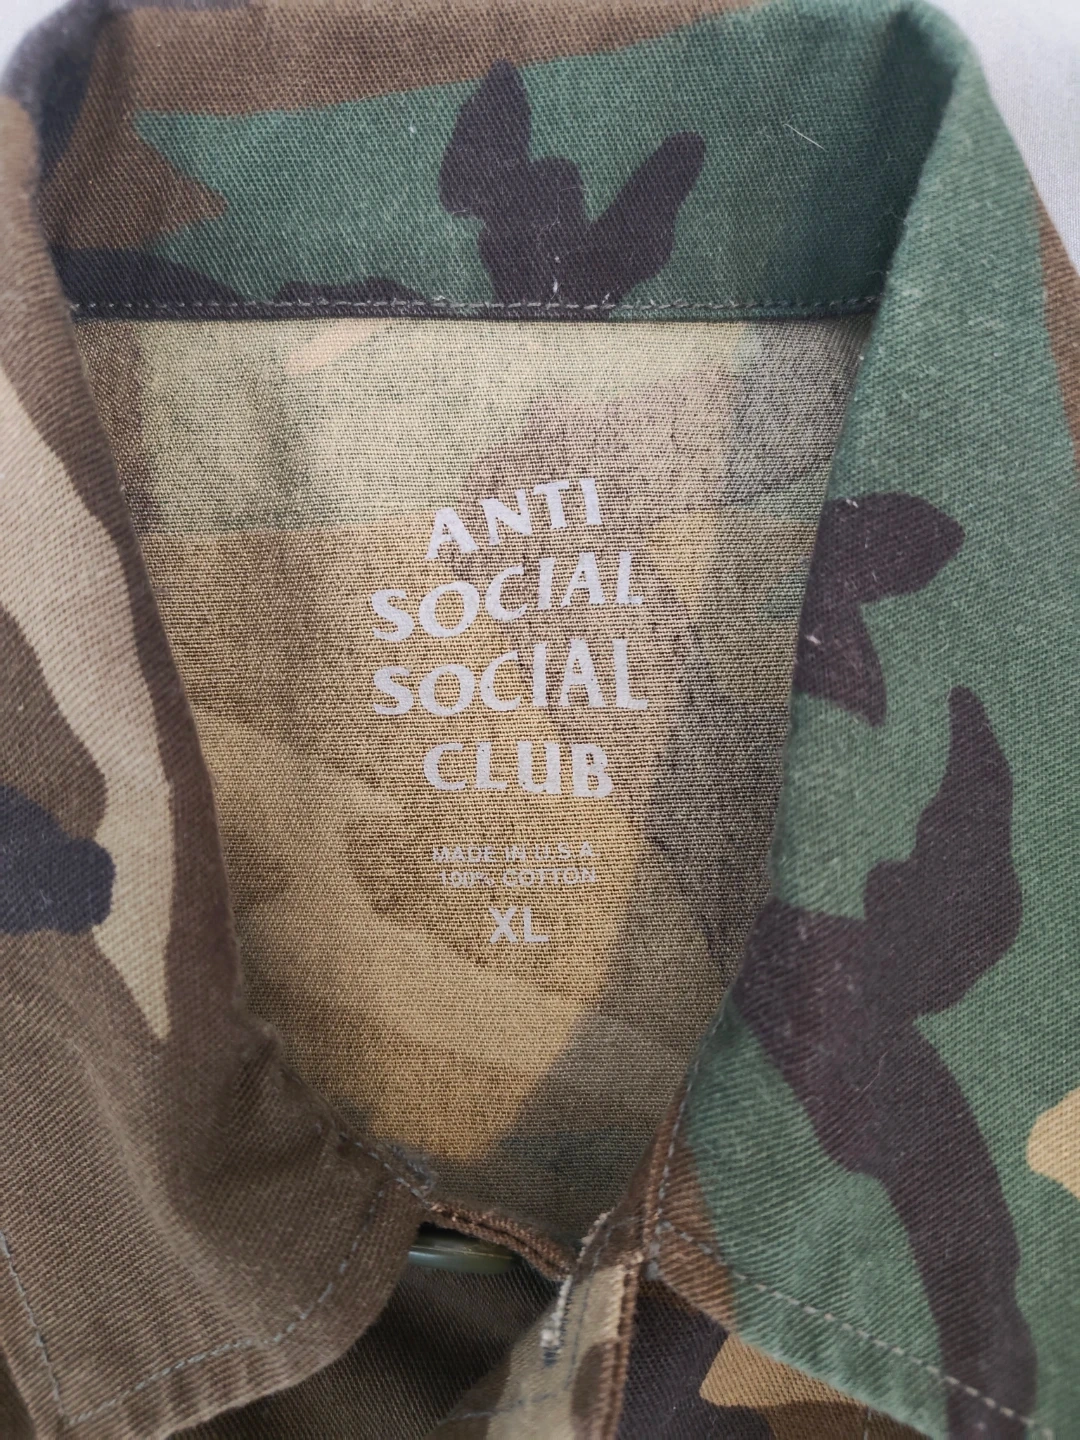 ANTI
SOCIAL
SOCIAL
CLUB
MADE IN U.S.A
100% COTTON
XL